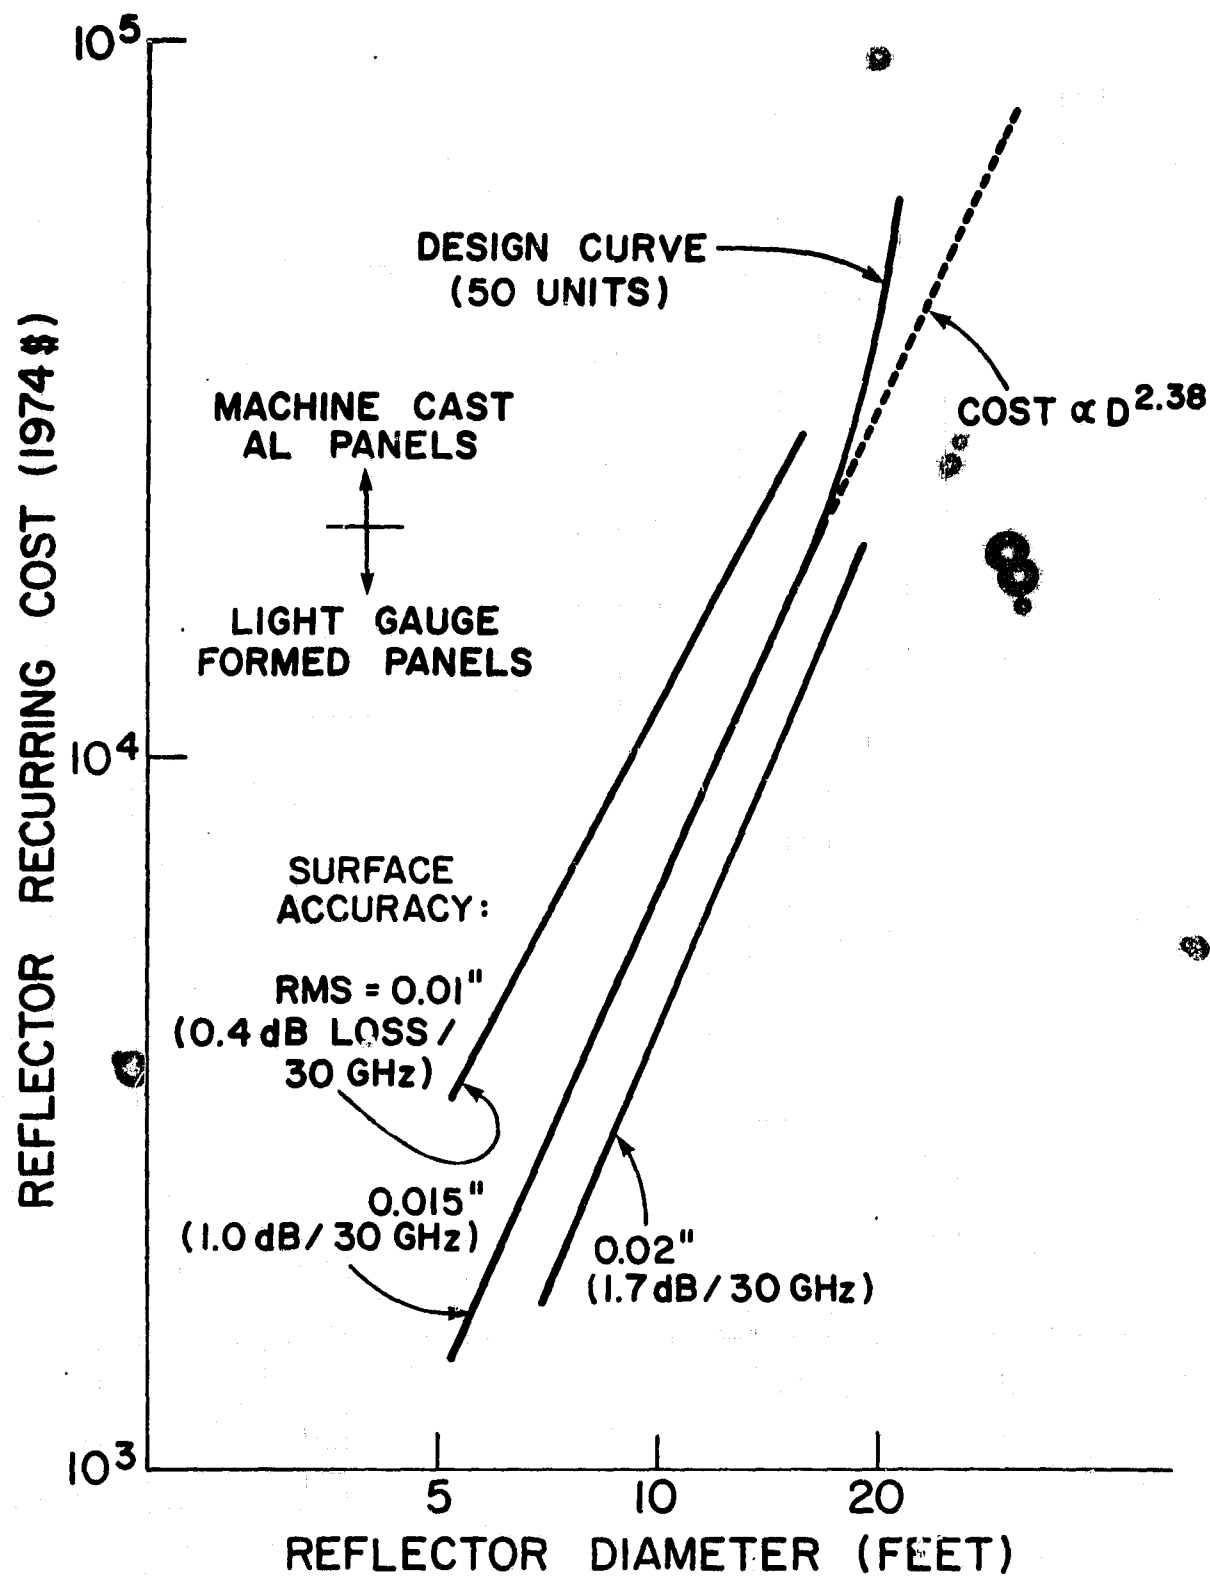 10⁵
DESIGN CURVE
(50 UNITS)
COST ∝ D²·³⁸
MACHINE CAST
AL PANELS
LIGHT GAUGE
FORMED PANELS
REFLECTOR RECURRING COST (1974 $)
10⁴
SURFACE
ACCURACY:
RMS = 0.01"
(0.4 dB LOSS /
30 GHz)
0.015"
(1.0 dB / 30 GHz)
0.02"
(1.7 dB / 30 GHz)
10³
5 10 20
REFLECTOR DIAMETER (FEET)